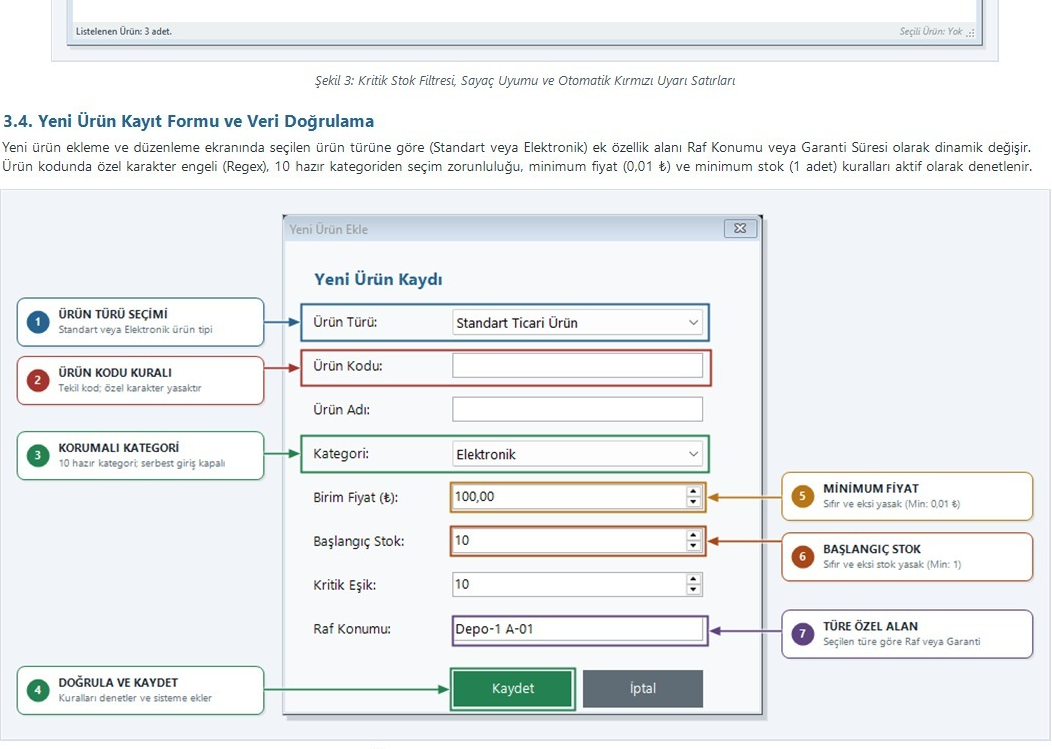 Listelenen Ürün: 3 adet.
Seçili Ürün: Yok
Şekil 3: Kritik Stok Filtresi, Sayaç Uyumu ve Otomatik Kırmızı Uyarı Satırları
3.4. Yeni Ürün Kayıt Formu ve Veri Doğrulama
Yeni ürün ekleme ve düzenleme ekranında seçilen ürün türüne göre (Standart veya Elektronik) ek özellik alanı Raf Konumu veya Garanti Süresi olarak dinamik değişir.
Ürün kodunda özel karakter engeli (Regex), 10 hazır kategoriden seçim zorunluluğu, minimum fiyat (0,01 ₺) ve minimum stok (1 adet) kuralları aktif olarak denetlenir.
Yeni Ürün Ekle
Yeni Ürün Kaydı
1
ÜRÜN TÜRÜ SEÇİMİ
Standart veya Elektronik ürün tipi
Ürün Türü:
Standart Ticari Ürün
2
ÜRÜN KODU KURALI
Tekil kod; özel karakter yasaktır
Ürün Kodu:
Ürün Adı:
3
KORUMALI KATEGORİ
10 hazır kategori; serbest giriş kapalı
Kategori:
Elektronik
Birim Fiyat (₺):
100,00
5
MİNİMUM FİYAT
Sıfır ve eksi yasak (Min: 0,01 ₺)
Başlangıç Stok:
10
6
BAŞLANGIÇ STOK
Sıfır ve eksi stok yasak (Min: 1)
Kritik Eşik:
10
Raf Konumu:
Depo-1 A-01
7
TÜRE ÖZEL ALAN
Seçilen türe göre Raf veya Garanti
4
DOĞRULA VE KAYDET
Kuralları denetler ve sisteme ekler
Kaydet
İptal